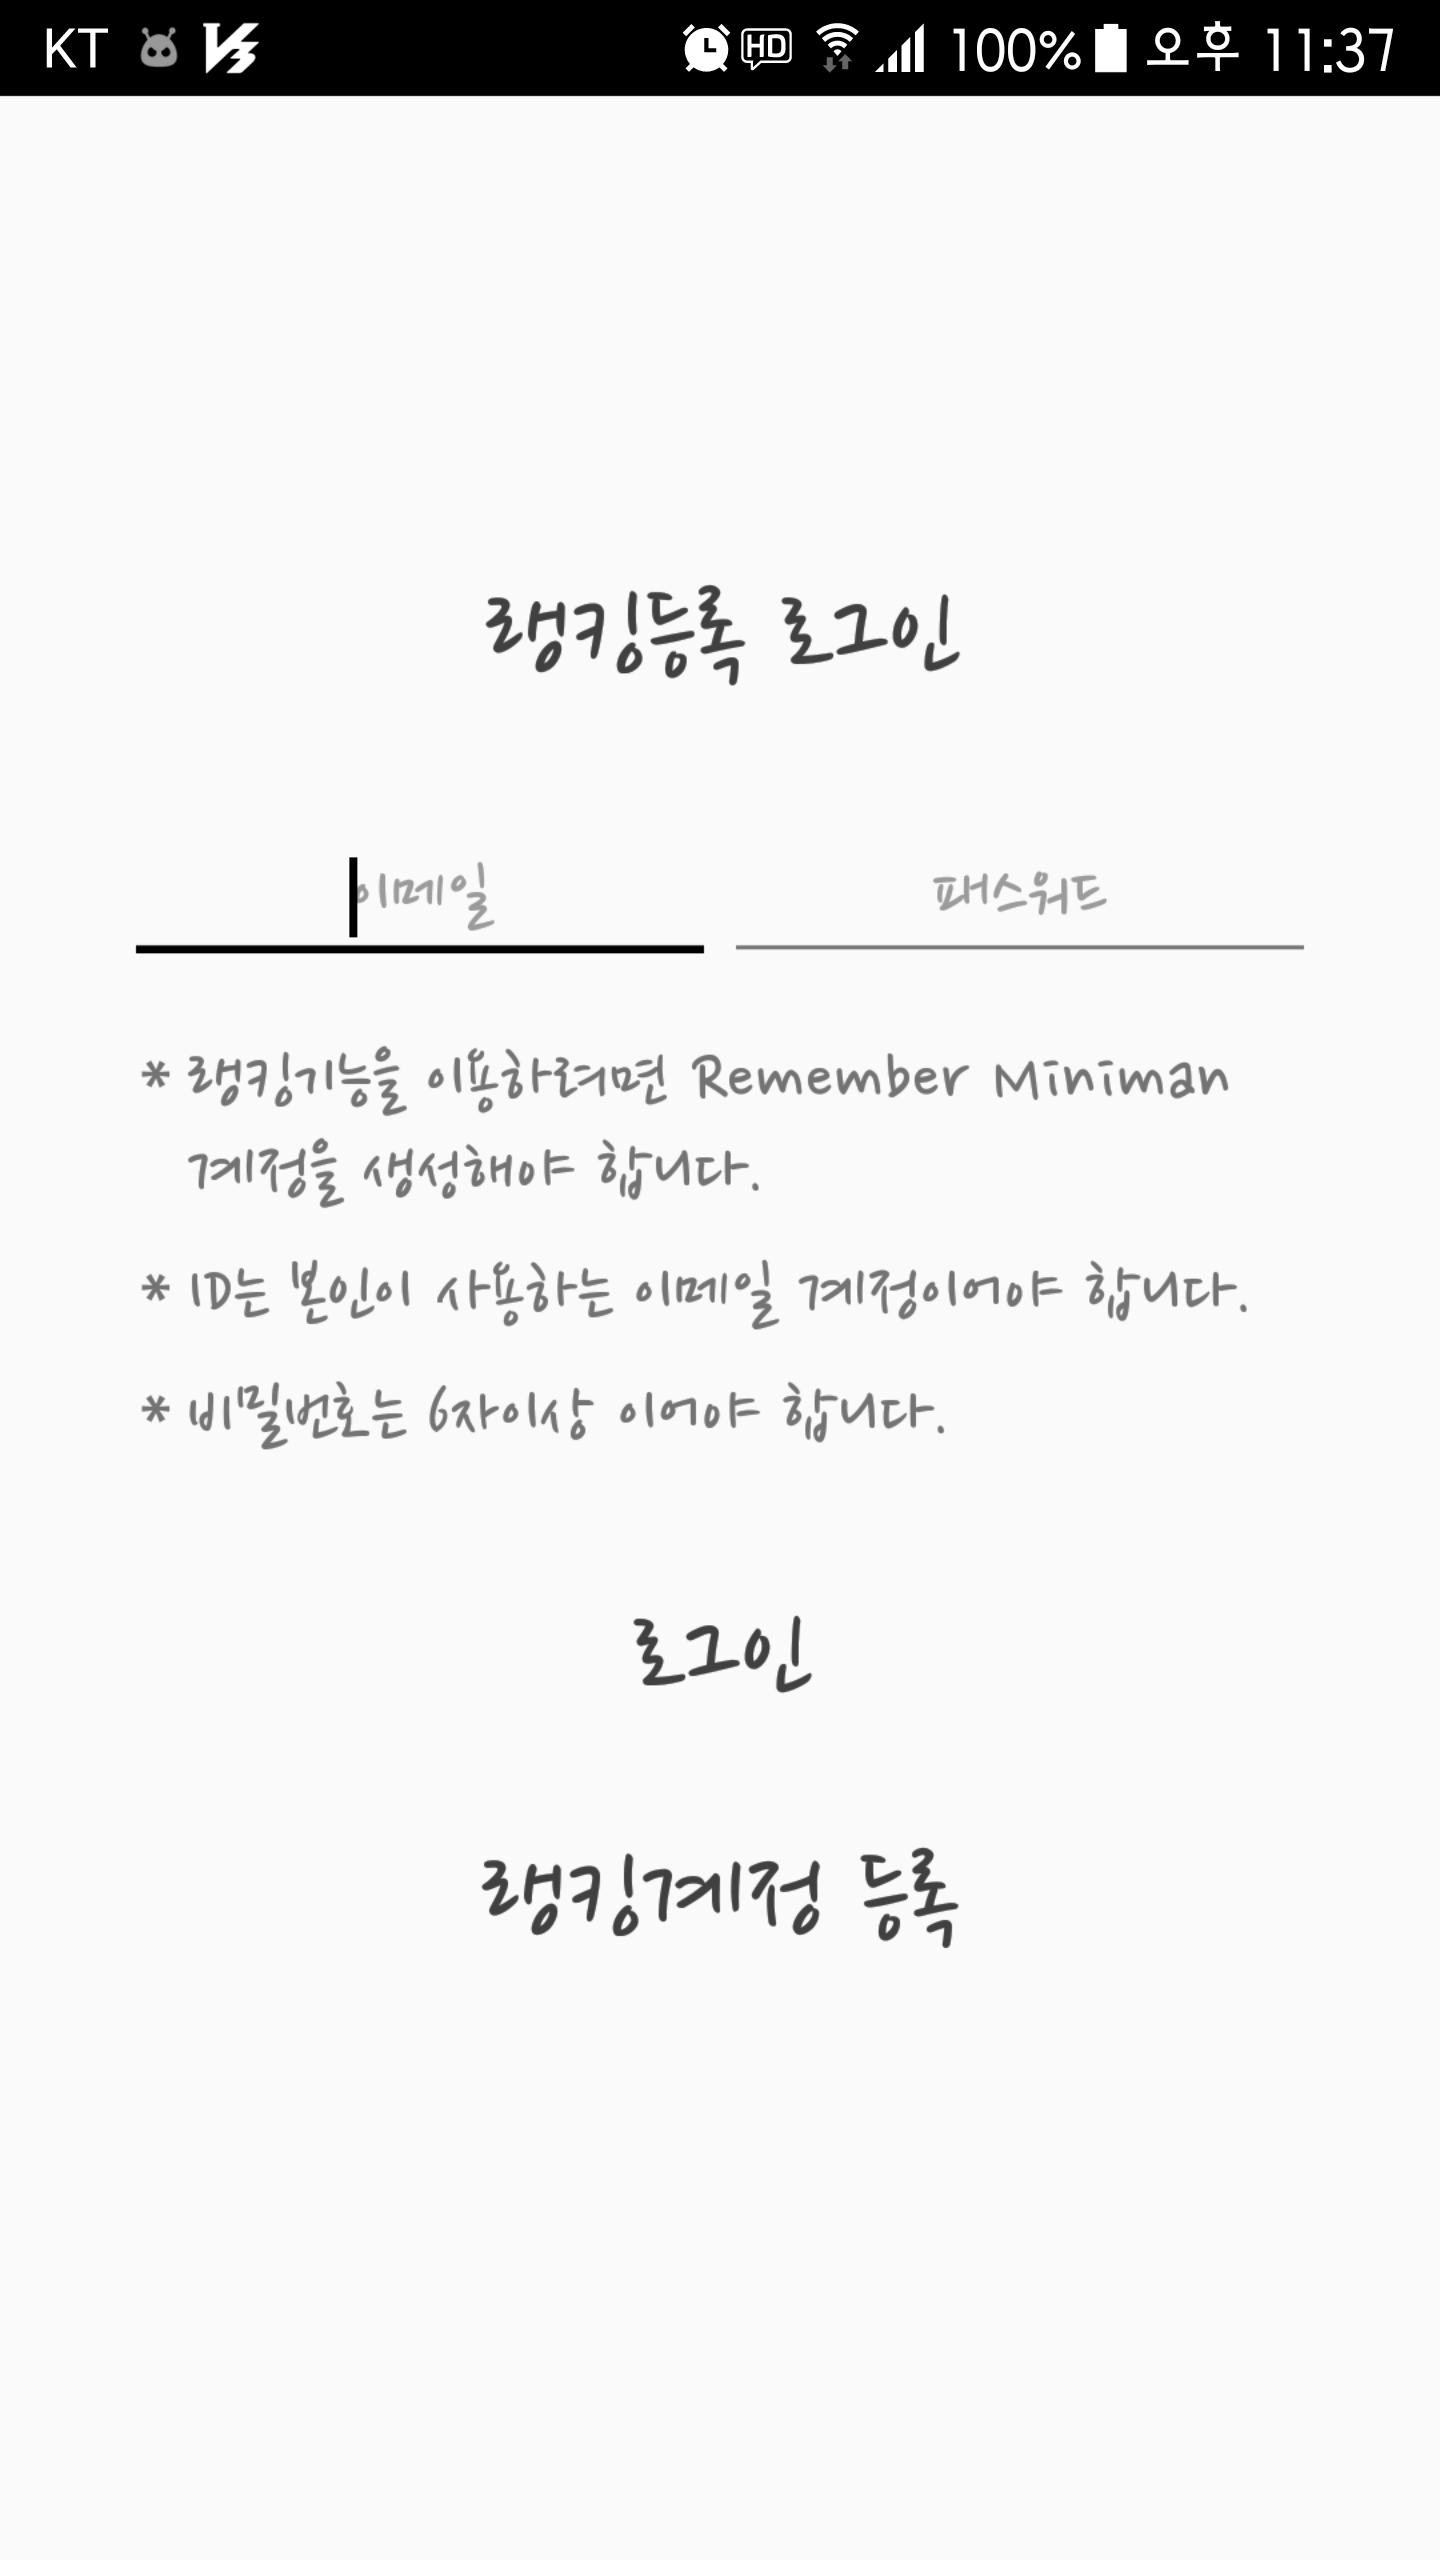 KT HD 100% 오후 11:37
랭킹등록 로그인
이메일 패스워드
* 랭킹기능을 이용하려면 Remember Miniman
계정을 생성해야 합니다.
* ID는 본인이 사용하는 이메일 계정이어야 합니다.
* 비밀번호는 6자이상 이어야 합니다.
로그인
랭킹계정 등록